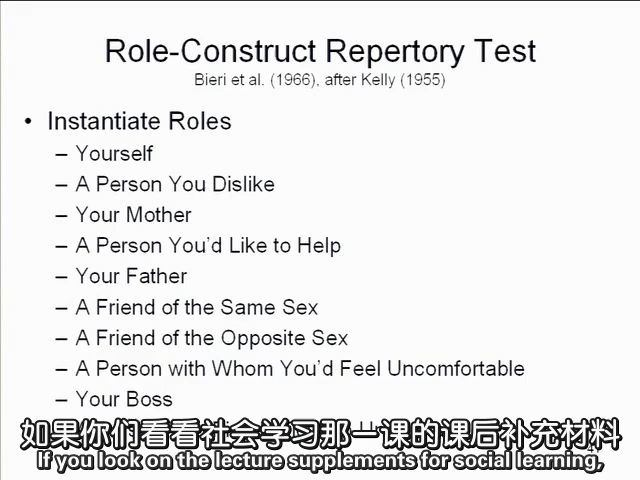 Role-Construct Repertory Test
Bieri et al. (1966), after Kelly (1955)
• Instantiate Roles
– Yourself
– A Person You Dislike
– Your Mother
– A Person You'd Like to Help
– Your Father
– A Friend of the Same Sex
– A Friend of the Opposite Sex
– A Person with Whom You'd Feel Uncomfortable
– Your Boss
如果你们看看社会学习那一课的课后补充材料
If you look on the lecture supplements for social learning,